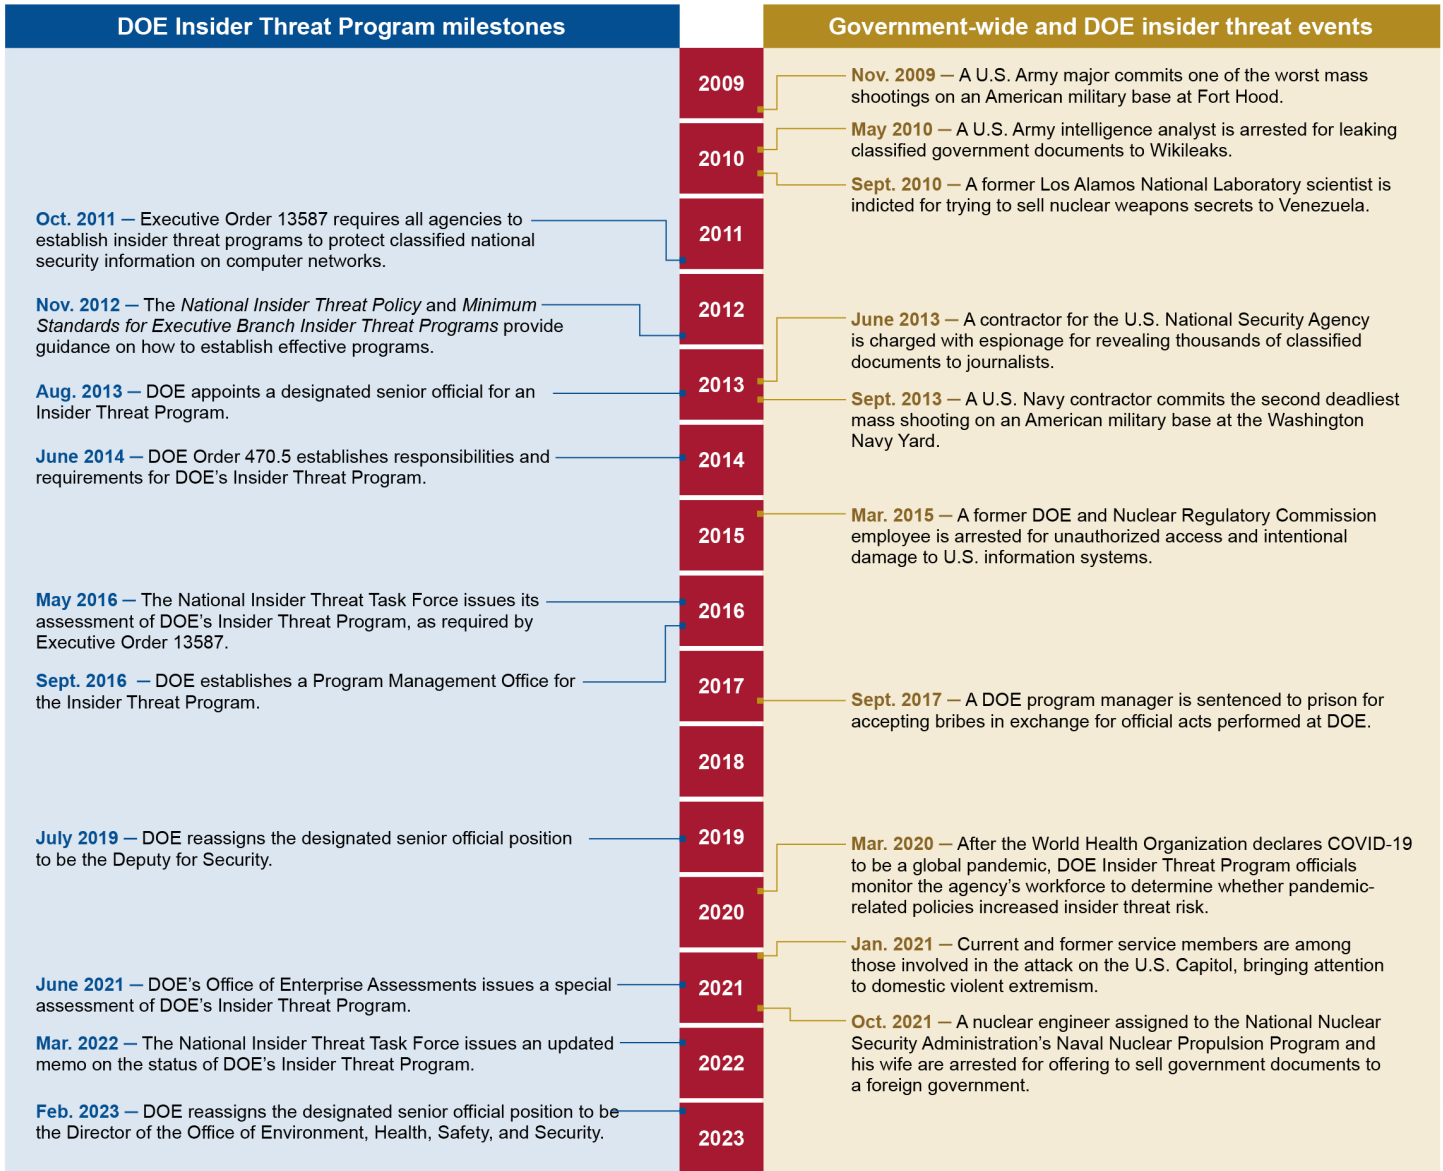 DOE Insider Threat Program milestones
Oct. 2011 — Executive Order 13587 requires all agencies to
establish insider threat programs to protect classified national
security information on computer networks.
Nov. 2012 — The National Insider Threat Policy and Minimum
Standards for Executive Branch Insider Threat Programs provide
guidance on how to establish effective programs.
Aug. 2013 — DOE appoints a designated senior official for an
Insider Threat Program.
June 2014 — DOE Order 470.5 establishes responsibilities and
requirements for DOE's Insider Threat Program.
May 2016 — The National Insider Threat Task Force issues its
assessment of DOE's Insider Threat Program, as required by
Executive Order 13587.
Sept. 2016 — DOE establishes a Program Management Office for
the Insider Threat Program.
July 2019 — DOE reassigns the designated senior official position
to be the Deputy for Security.
June 2021 — DOE's Office of Enterprise Assessments issues a special
assessment of DOE's Insider Threat Program.
Mar. 2022 — The National Insider Threat Task Force issues an updated
memo on the status of DOE's Insider Threat Program.
Feb. 2023 — DOE reassigns the designated senior official position to be
the Director of the Office of Environment, Health, Safety, and Security.
2009
2010
2011
2012
2013
2014
2015
2016
2017
2018
2019
2020
2021
2022
2023
Government-wide and DOE insider threat events
Nov. 2009 — A U.S. Army major commits one of the worst mass
shootings on an American military base at Fort Hood.
May 2010 — A U.S. Army intelligence analyst is arrested for leaking
classified government documents to Wikileaks.
Sept. 2010 — A former Los Alamos National Laboratory scientist is
indicted for trying to sell nuclear weapons secrets to Venezuela.
June 2013 — A contractor for the U.S. National Security Agency
is charged with espionage for revealing thousands of classified
documents to journalists.
Sept. 2013 — A U.S. Navy contractor commits the second deadliest
mass shooting on an American military base at the Washington
Navy Yard.
Mar. 2015 — A former DOE and Nuclear Regulatory Commission
employee is arrested for unauthorized access and intentional
damage to U.S. information systems.
Sept. 2017 — A DOE program manager is sentenced to prison for
accepting bribes in exchange for official acts performed at DOE.
Mar. 2020 — After the World Health Organization declares COVID-19
to be a global pandemic, DOE Insider Threat Program officials
monitor the agency's workforce to determine whether pandemic-
related policies increased insider threat risk.
Jan. 2021 — Current and former service members are among
those involved in the attack on the U.S. Capitol, bringing attention
to domestic violent extremism.
Oct. 2021 — A nuclear engineer assigned to the National Nuclear
Security Administration's Naval Nuclear Propulsion Program and
his wife are arrested for offering to sell government documents to
a foreign government.